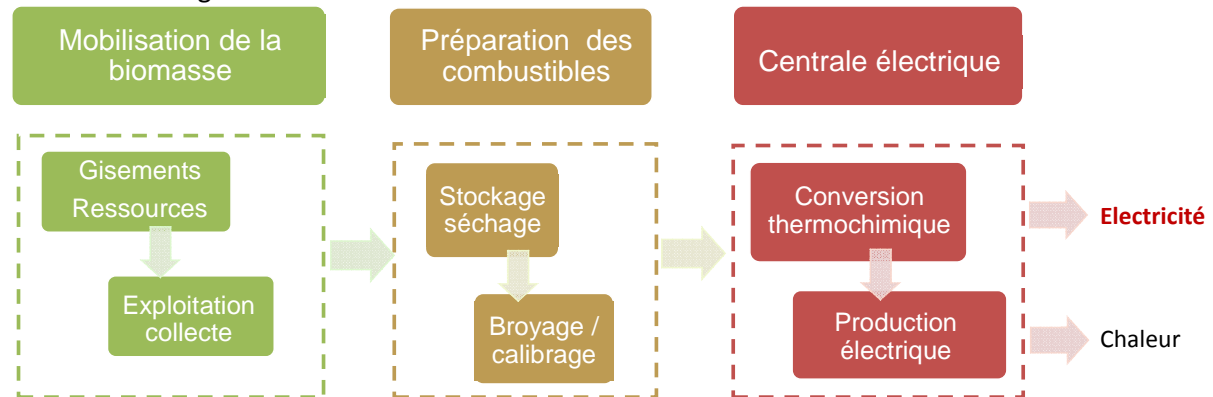 Mobilisation de la
biomasse
Préparation des
combustibles
Centrale électrique
Gisements
Ressources
Exploitation
collecte
Stockage
séchage
Broyage /
calibrage
Conversion
thermochimique
Production
électrique
Electricité
Chaleur